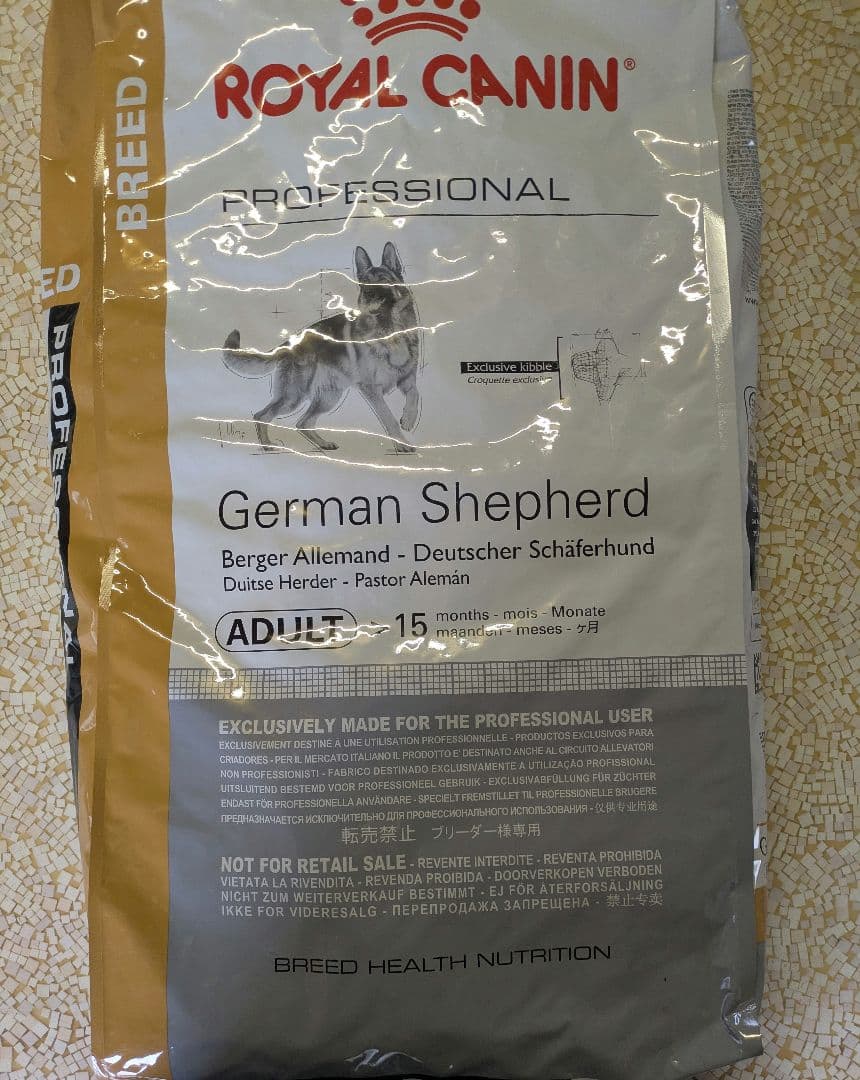 ROYAL CANIN®
BREED
PROFESSIONAL
ED
PROFESSIONAL
Exclusive kibble
Croquette exclusive
German Shepherd
Berger Allemand - Deutscher Schäferhund
Duitse Herder - Pastor Alemán
ADULT > 15 months - mois - Monate
maanden - meses - ヶ月
EXCLUSIVELY MADE FOR THE PROFESSIONAL USER
EXCLUSIVEMENT DESTINÉ À UNE UTILISATION PROFESSIONNELLE - PRODUCTOS EXCLUSIVOS PARA
CRIADORES - PER IL MERCATO ITALIANO IL PRODOTTO E' DESTINATO ANCHE AL CIRCUITO ALLEVATORI
NON PROFESSIONISTI - FABRICO DESTINADO EXCLUSIVAMENTE A UTILIZAÇÃO PROFISSIONAL
UITSLUITEND BESTEMD VOOR PROFESSIONEEL GEBRUIK - EXCLUSIVABFÜLLUNG FÜR ZÜCHTER
ENDAST FÖR PROFESSIONELLA ANVÄNDARE - SPECIELT FREMSTILLET TIL PROFESSIONELLE BRUGERE
ПРЕДНАЗНАЧАЕТСЯ ИСКЛЮЧИТЕЛЬНО ДЛЯ ПРОФЕССИОНАЛЬНОГО ИСПОЛЬЗОВАНИЯ - 仅供专业用途
転売禁止 ブリーダー様専用
NOT FOR RETAIL SALE - REVENTE INTERDITE - REVENTA PROHIBIDA
VIETATA LA RIVENDITA - REVENDA PROIBIDA - DOORVERKOPEN VERBODEN
NICHT ZUM WEITERVERKAUF BESTIMMT - EJ FÖR ÅTERFORSÄLJNING
IKKE FOR VIDERESALG - ПЕРЕПРОДАЖА ЗАПРЕЩЕНА - 禁止专卖
BREED HEALTH NUTRITION